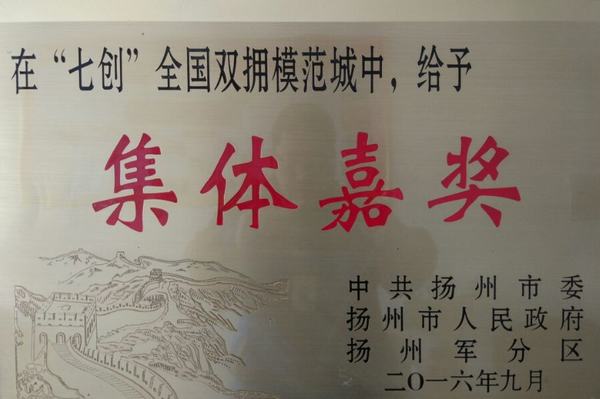 在“七创”全国双拥模范城中，给予
集体嘉奖
中共扬州市委
扬州市人民政府
扬州军分区
二〇一六年九月